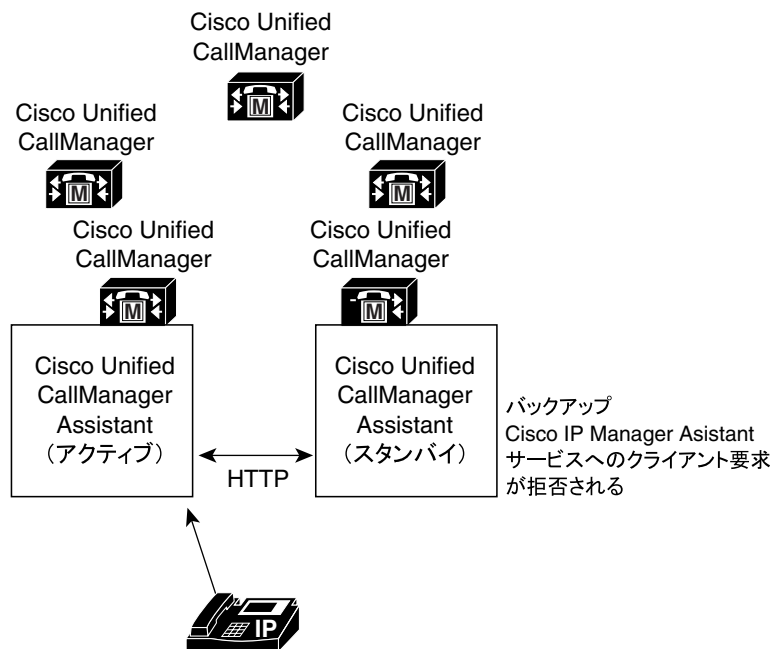 Cisco Unified
CallManager
Cisco Unified
CallManager
M
Cisco Unified
CallManager
M
M
Cisco Unified
CallManager
Cisco Unified
CallManager
M
M
Cisco Unified
CallManager
Assistant
（アクティブ）
HTTP
Cisco Unified
CallManager
Assistant
（スタンバイ）
バックアップ
Cisco IP Manager Asistant
サービスへのクライアント要求
が拒否される
IP